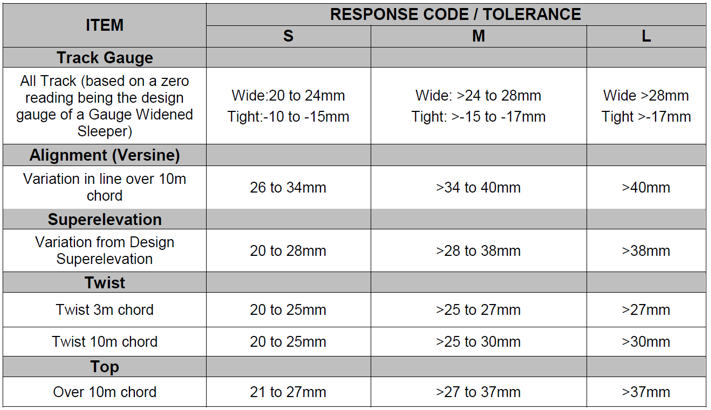 ITEM
RESPONSE CODE / TOLERANCE
S M L
Track Gauge
All Track (based on a zero
reading being the design
gauge of a Gauge Widened
Sleeper)
Wide:20 to 24mm
Tight:-10 to -15mm
Wide: >24 to 28mm
Tight: >-15 to -17mm
Wide >28mm
Tight >-17mm
Alignment (Versine)
Variation in line over 10m
chord
26 to 34mm
>34 to 40mm
>40mm
Superelevation
Variation from Design
Superelevation
20 to 28mm
>28 to 38mm
>38mm
Twist
Twist 3m chord 20 to 25mm >25 to 27mm >27mm
Twist 10m chord 20 to 25mm >25 to 30mm >30mm
Top
Over 10m chord 21 to 27mm >27 to 37mm >37mm